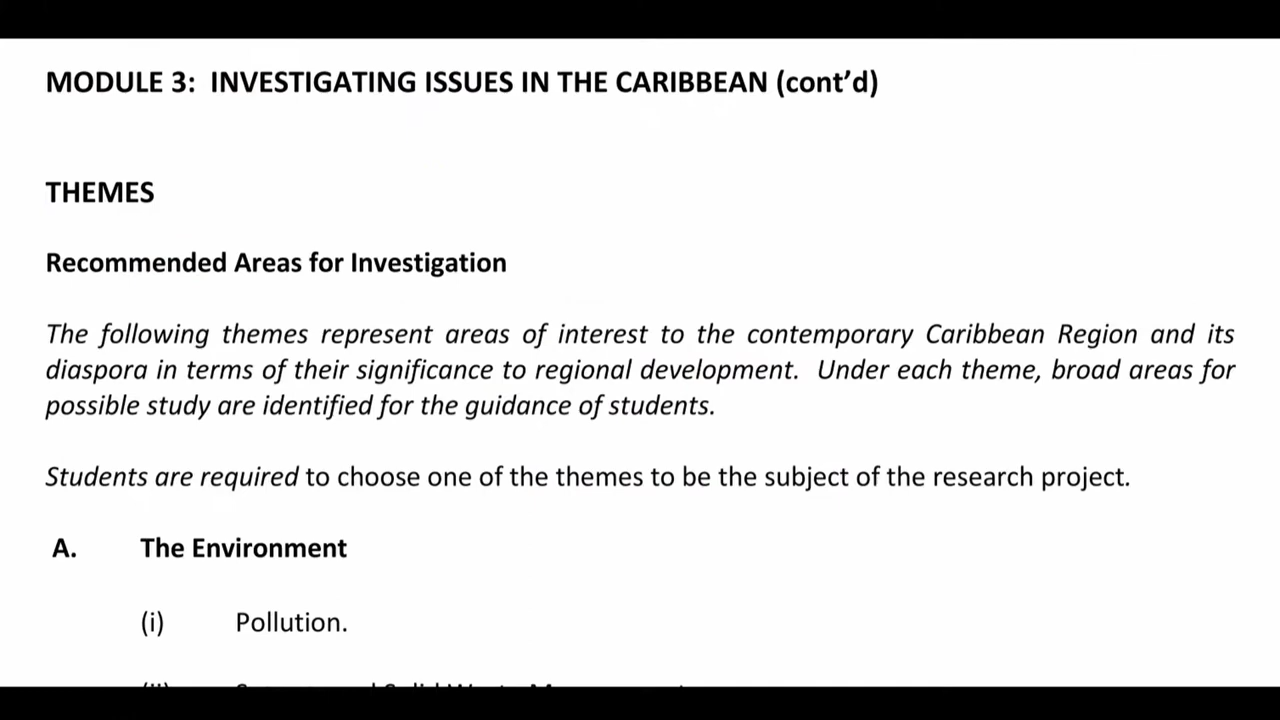 MODULE 3: INVESTIGATING ISSUES IN THE CARIBBEAN (cont’d)
THEMES
Recommended Areas for Investigation
The following themes represent areas of interest to the contemporary Caribbean Region and its
diaspora in terms of their significance to regional development. Under each theme, broad areas for
possible study are identified for the guidance of students.
Students are required to choose one of the themes to be the subject of the research project.
A. The Environment
(i) Pollution.